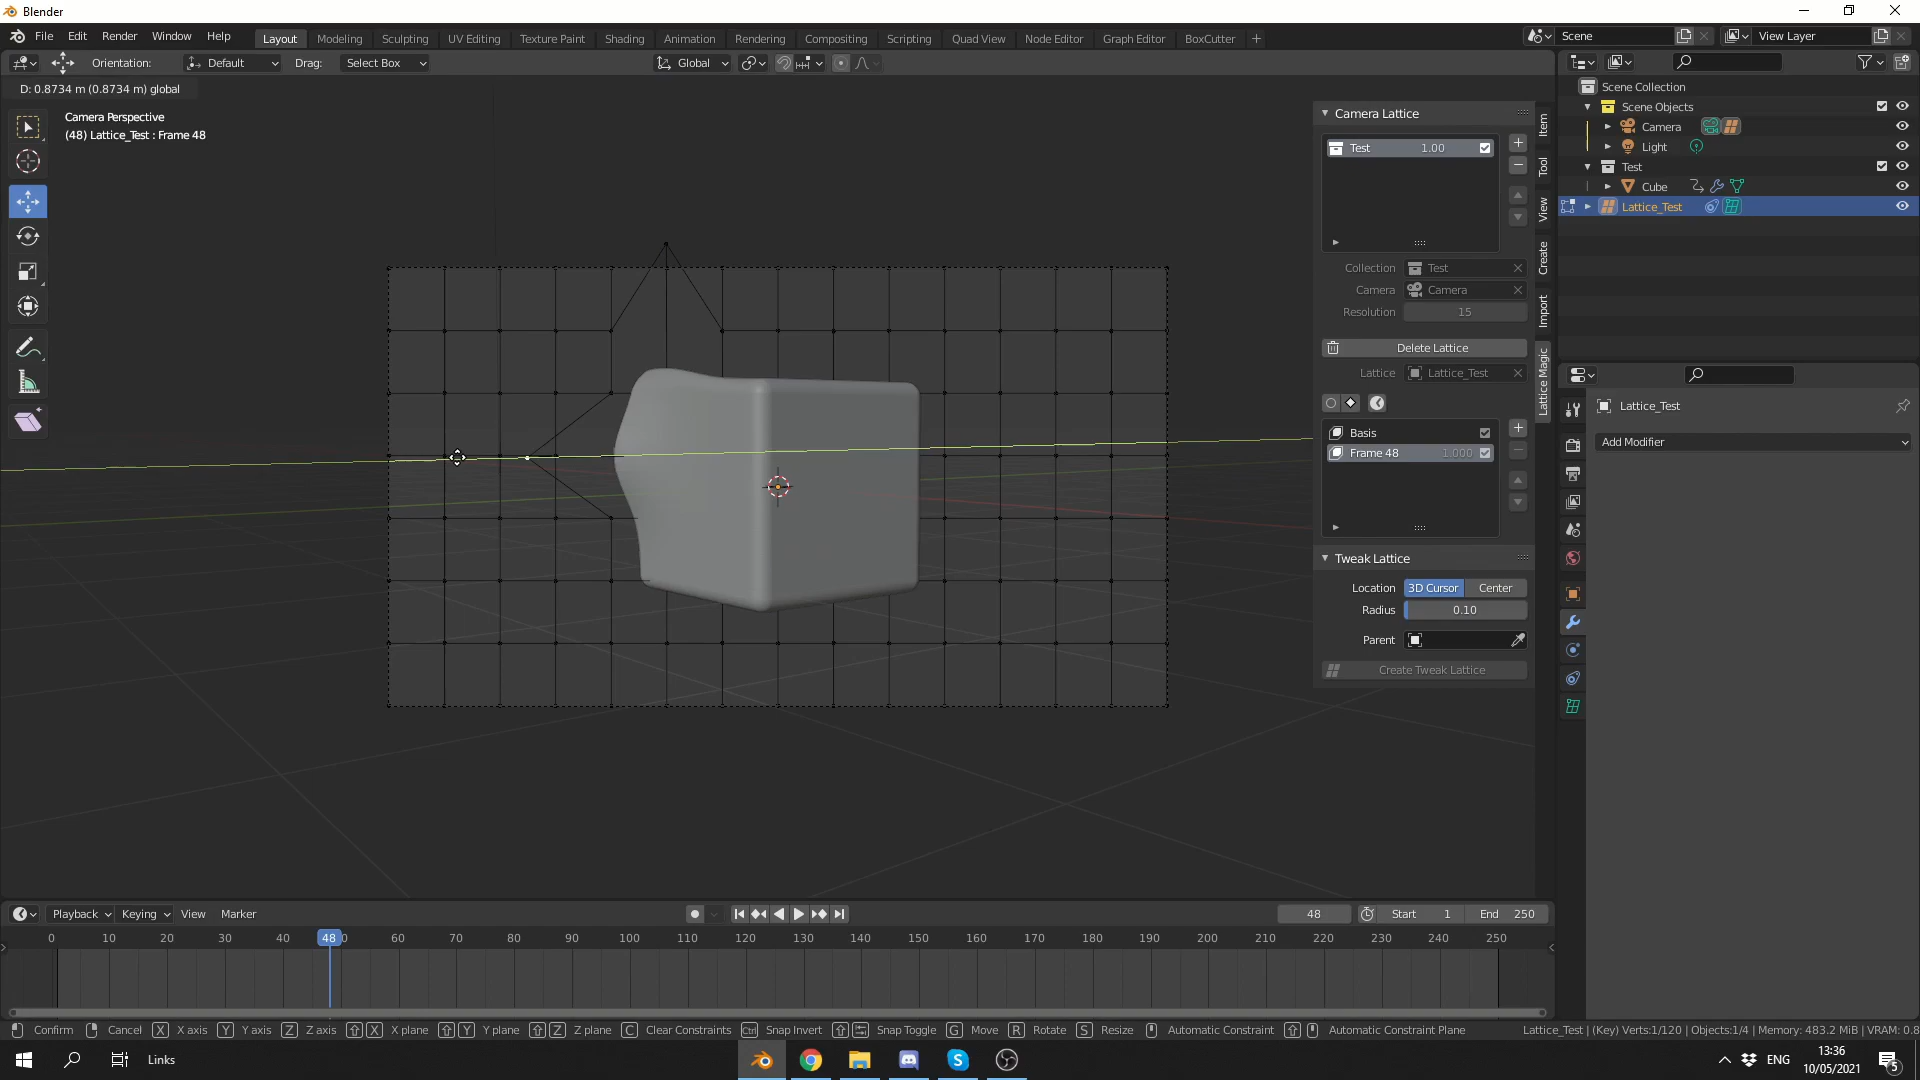 Blender
File Edit Render Window Help Layout Modeling Sculpting UV Editing Texture Paint Shading Animation Rendering Compositing Scripting Quad View Node Editor Graph Editor BoxCutter + Scene View Layer
Orientation: Default Drag: Select Box Global
D: 0.8734 m (0.8734 m) global
Camera Perspective
(48) Lattice_Test : Frame 48
Camera Lattice
Test 1.00
Collection Test
Camera Camera
Resolution 15
Delete Lattice
Lattice Lattice_Test
Basis
Frame 48 1.000
Tweak Lattice
Location 3D Cursor Center
Radius 0.10
Parent
Create Tweak Lattice
Item
Tool
View
Create
Import
Lattice Magic
Scene Collection
Scene Objects
Camera
Light
Test
Cube
Lattice_Test
Lattice_Test
Add Modifier
Playback Keying View Marker 48 Start 1 End 250
0 10 20 30 40 48 0 60 70 80 90 100 110 120 130 140 150 160 170 180 190 200 210 220 230 240 250
Confirm Cancel X X axis Y Y axis Z Z axis X X plane Y Y plane Z Z plane C Clear Constraints Ctrl Snap Invert Snap Toggle G Move R Rotate S Resize Automatic Constraint Automatic Constraint Plane Lattice_Test | (Key) Verts:1/120 | Objects:1/4 | Memory: 483.2 MiB | VRAM: 0.8
Links ENG 13:36
10/05/2021 5